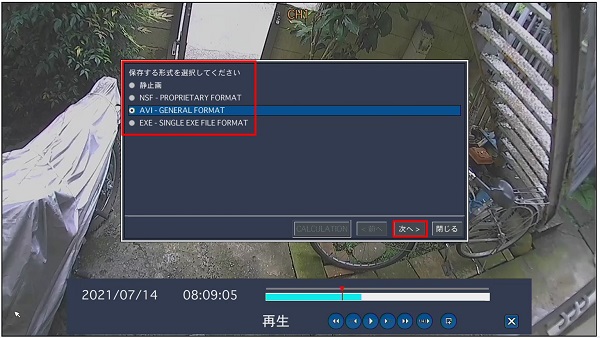 CH1
保存する形式を選択してください
静止画
NSF - PROPRIETARY FORMAT
AVI - GENERAL FORMAT
EXE - SINGLE EXE FILE FORMAT
CALCULATION < 前へ 次へ > 閉じる
2021/07/14 08:09:05
再生